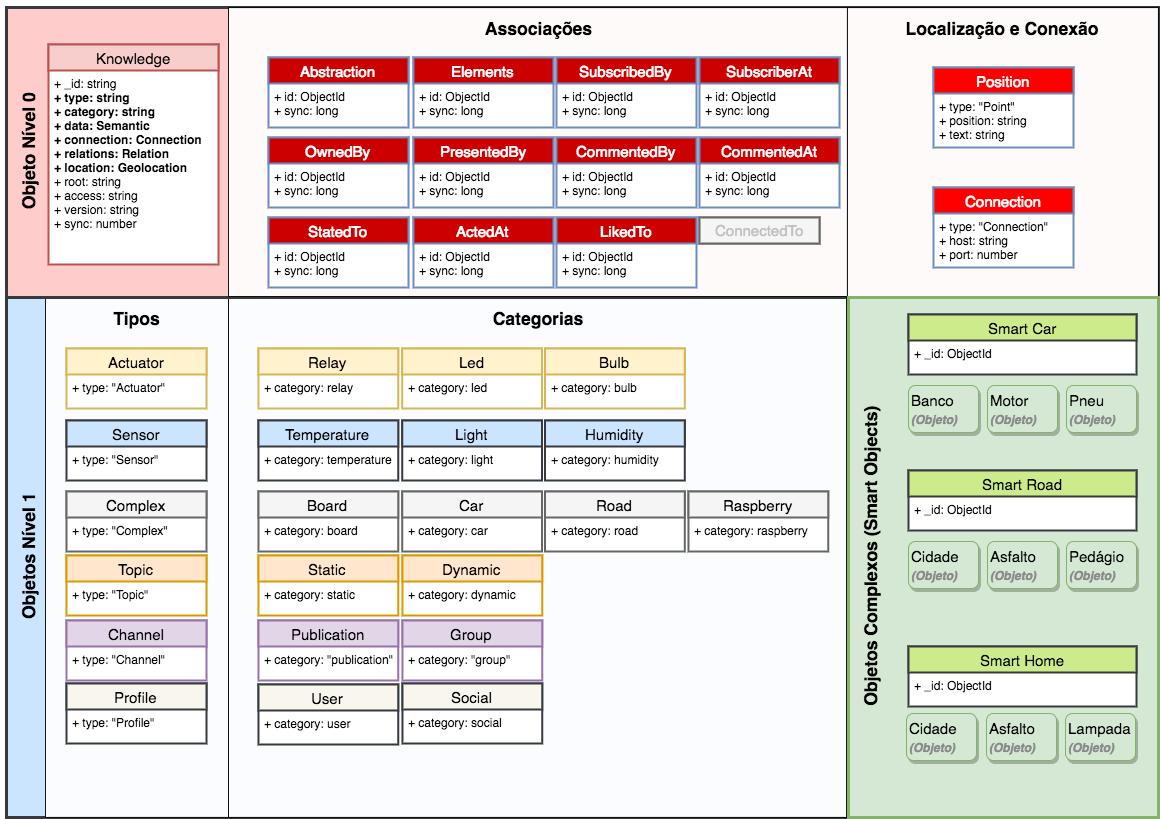 Objeto Nível 0
Knowledge
+ _id: string
+ type: string
+ category: string
+ data: Semantic
+ connection: Connection
+ relations: Relation
+ location: Geolocation
+ root: string
+ access: string
+ version: string
+ sync: number
Associações
Abstraction
+ id: ObjectId
+ sync: long
Elements
+ id: ObjectId
+ sync: long
SubscribedBy
+ id: ObjectId
+ sync: long
SubscriberAt
+ id: ObjectId
+ sync: long
OwnedBy
+ id: ObjectId
+ sync: long
PresentedBy
+ id: ObjectId
+ sync: long
CommentedBy
+ id: ObjectId
+ sync: long
CommentedAt
+ id: ObjectId
+ sync: long
StatedTo
+ id: ObjectId
+ sync: long
ActedAt
+ id: ObjectId
+ sync: long
LikedTo
+ id: ObjectId
+ sync: long
ConnectedTo
Localização e Conexão
Position
+ type: "Point"
+ position: string
+ text: string
Connection
+ type: "Connection"
+ host: string
+ port: number
Objetos Nível 1
Tipos
Actuator
+ type: "Actuator"
Sensor
+ type: "Sensor"
Complex
+ type: "Complex"
Topic
+ type: "Topic"
Channel
+ type: "Channel"
Profile
+ type: "Profile"
Categorias
Relay
+ category: relay
Led
+ category: led
Bulb
+ category: bulb
Temperature
+ category: temperature
Light
+ category: light
Humidity
+ category: humidity
Board
+ category: board
Car
+ category: car
Road
+ category: road
Raspberry
+ category: raspberry
Static
+ category: static
Dynamic
+ category: dynamic
Publication
+ category: "publication"
Group
+ category: "group"
User
+ category: user
Social
+ category: social
Objetos Complexos (Smart Objects)
Smart Car
+ _id: ObjectId
Banco
(Objeto)
Motor
(Objeto)
Pneu
(Objeto)
Smart Road
+ _id: ObjectId
Cidade
(Objeto)
Asfalto
(Objeto)
Pedágio
(Objeto)
Smart Home
+ _id: ObjectId
Cidade
(Objeto)
Asfalto
(Objeto)
Lampada
(Objeto)